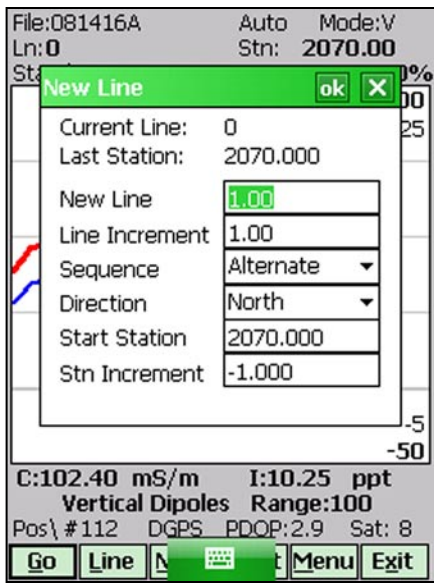 File:081416A Auto Mode:V
Ln:0 Stn: 2070.00
New Line ok
Current Line: 0
Last Station: 2070.000
New Line 1.00
Line Increment 1.00
Sequence Alternate
Direction North
Start Station 2070.000
Stn Increment -1.000
25
-5
-50
C:102.40 mS/m I:10.25 ppt
Vertical Dipoles Range:100
Pos\#112 DGPS PDOP:2.9 Sat: 8
Go Line Menu Exit